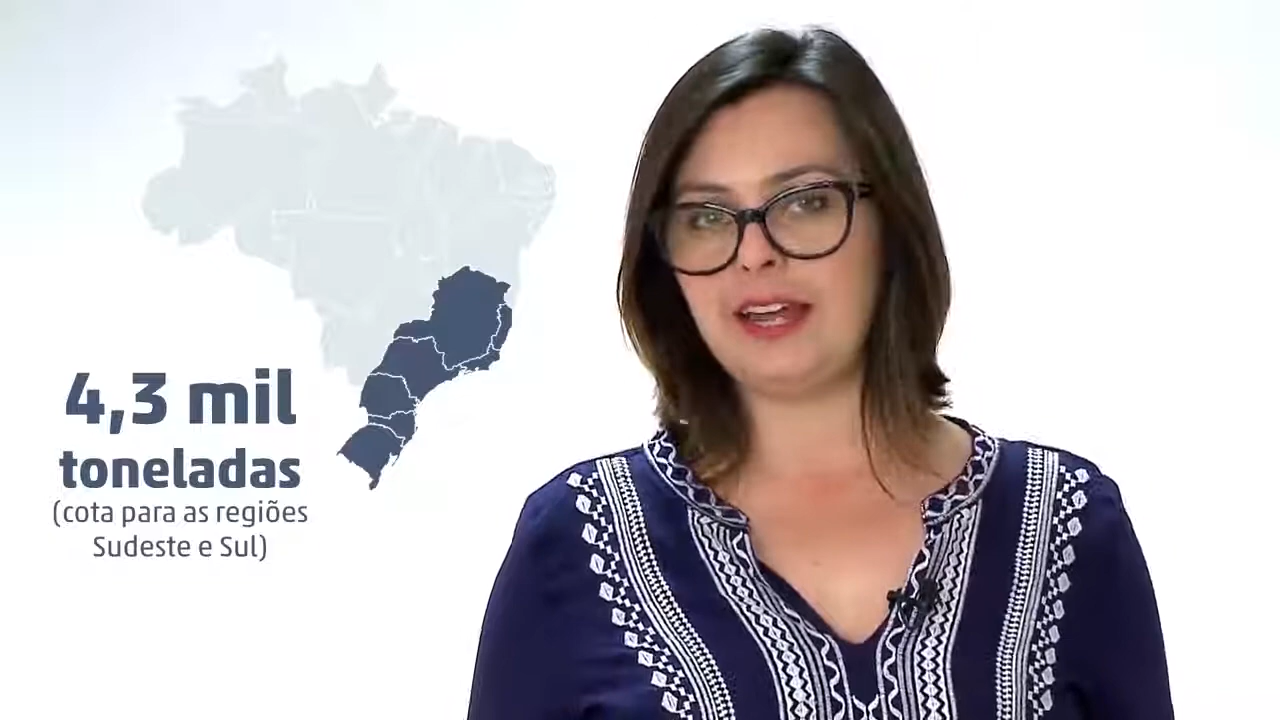 4,3 mil
toneladas
(cota para as regiões
Sudeste e Sul)